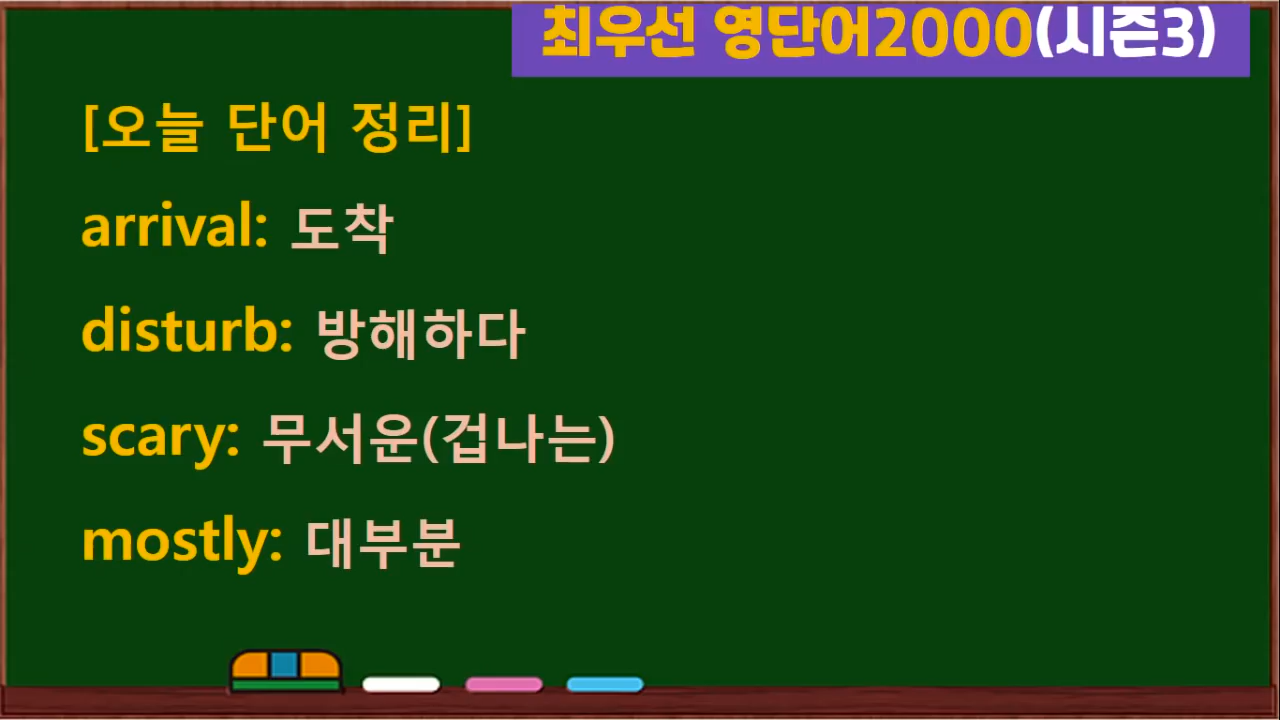 최우선 영단어2000(시즌3)
[오늘 단어 정리]
arrival: 도착
disturb: 방해하다
scary: 무서운(겁나는)
mostly: 대부분